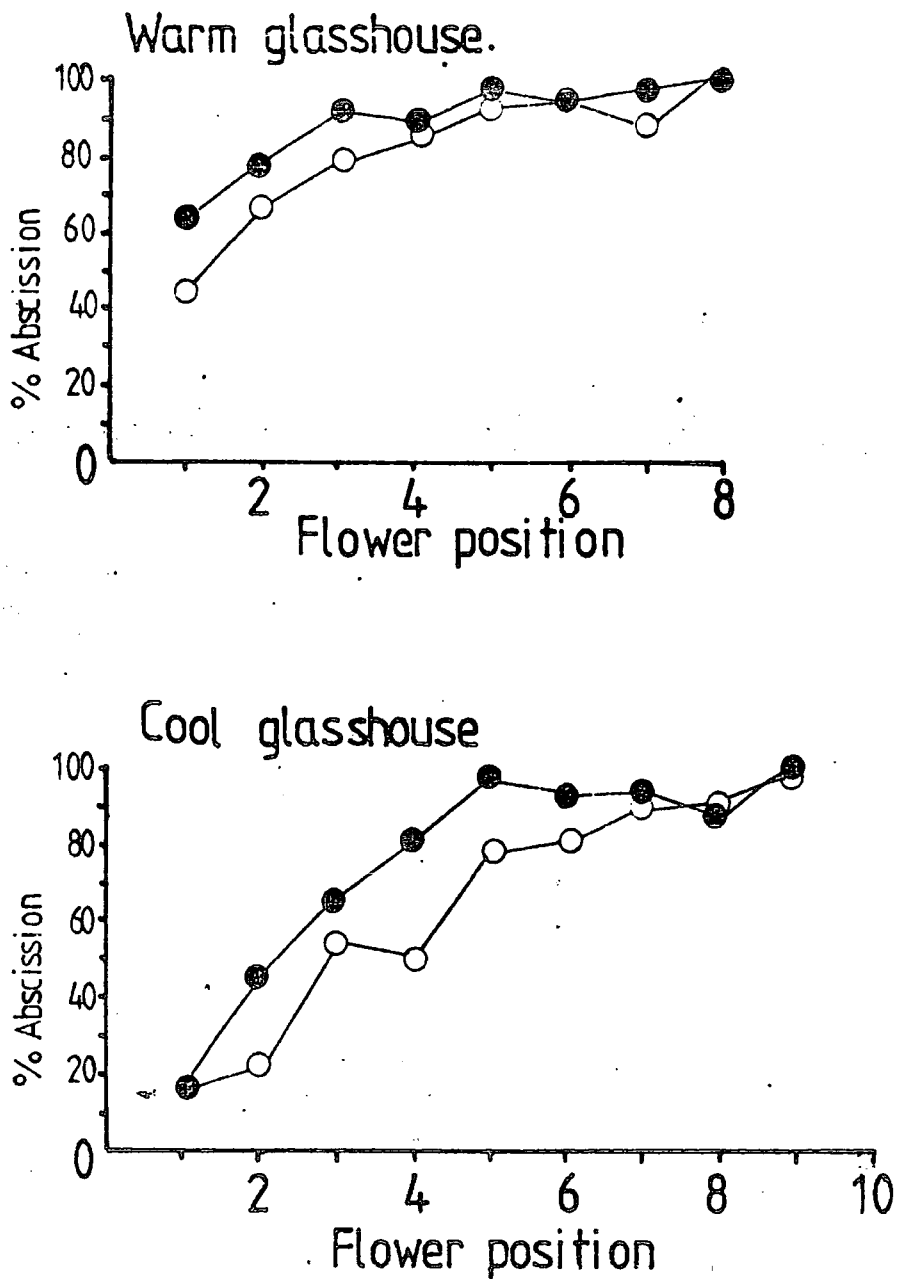 Warm glasshouse.
100
80
60
40
20
0
% Abscission
2 4 6 8
Flower position
Cool glasshouse
100
80
60
40
20
0
% Abscission
2 4 6 8 10
Flower position